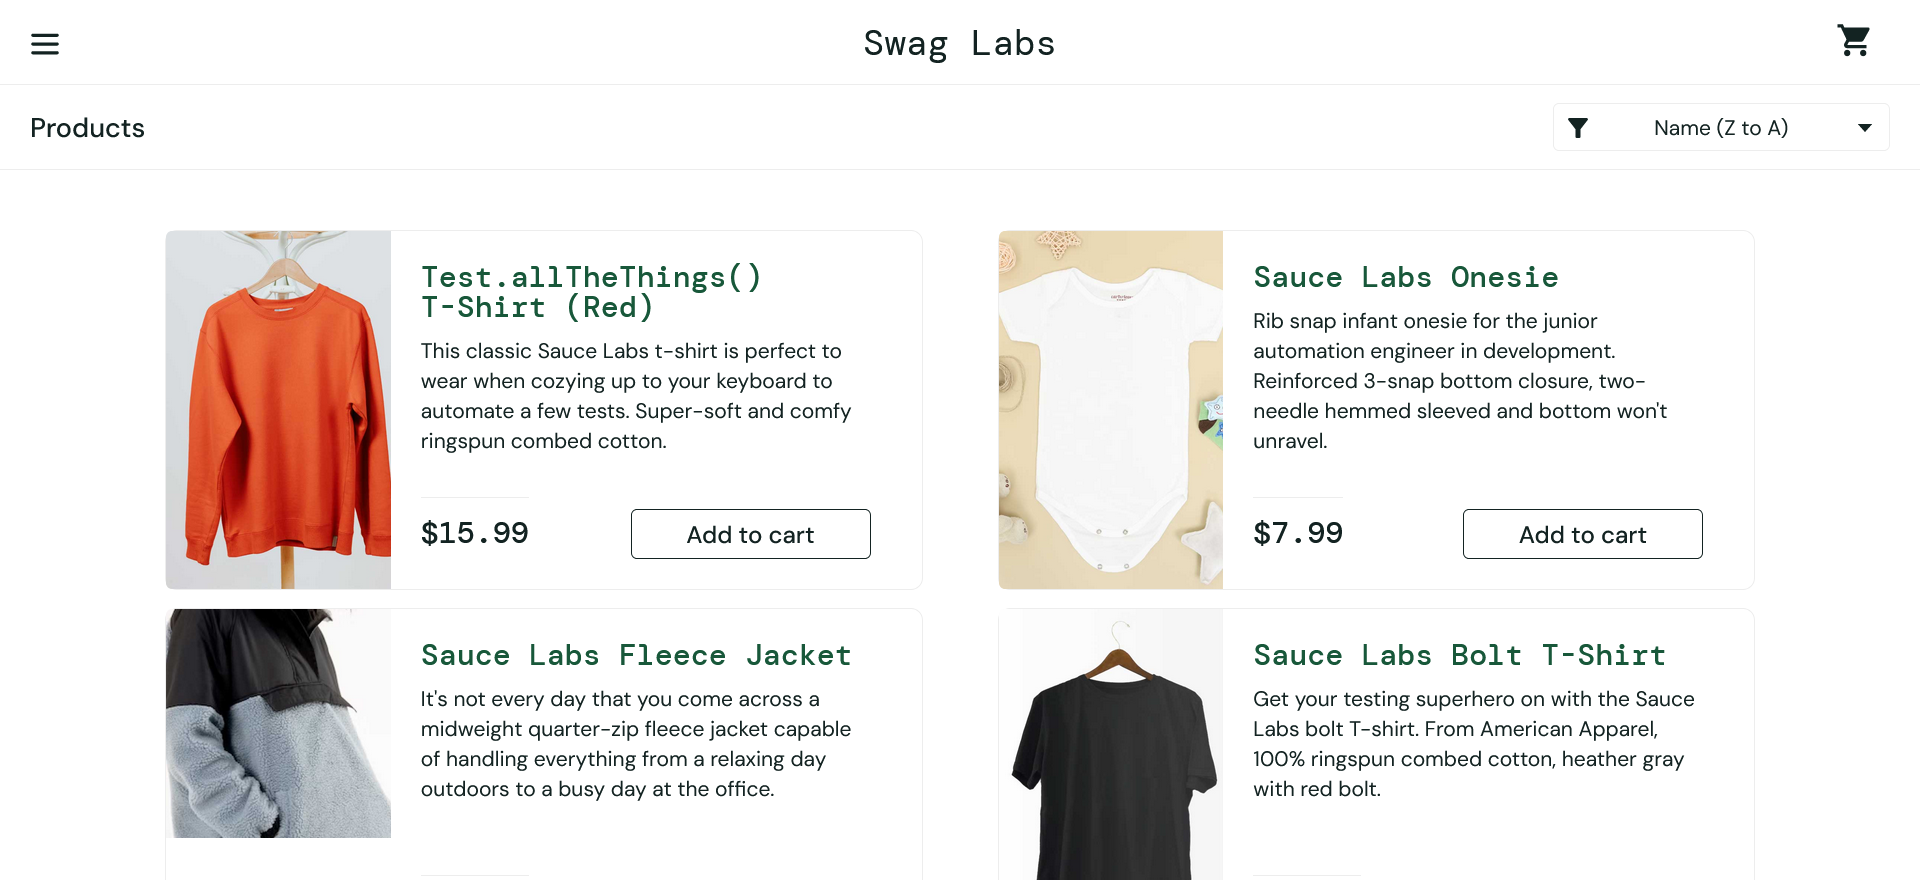 Swag Labs
Products
Name (Z to A)
Test.allTheThings()
T-Shirt (Red)
This classic Sauce Labs t-shirt is perfect to
wear when cozying up to your keyboard to
automate a few tests. Super-soft and comfy
ringspun combed cotton.
$15.99
Add to cart
Sauce Labs Onesie
Rib snap infant onesie for the junior
automation engineer in development.
Reinforced 3-snap bottom closure, two-
needle hemmed sleeved and bottom won't
unravel.
$7.99
Add to cart
Sauce Labs Fleece Jacket
It's not every day that you come across a
midweight quarter-zip fleece jacket capable
of handling everything from a relaxing day
outdoors to a busy day at the office.
Sauce Labs Bolt T-Shirt
Get your testing superhero on with the Sauce
Labs bolt T-shirt. From American Apparel,
100% ringspun combed cotton, heather gray
with red bolt.